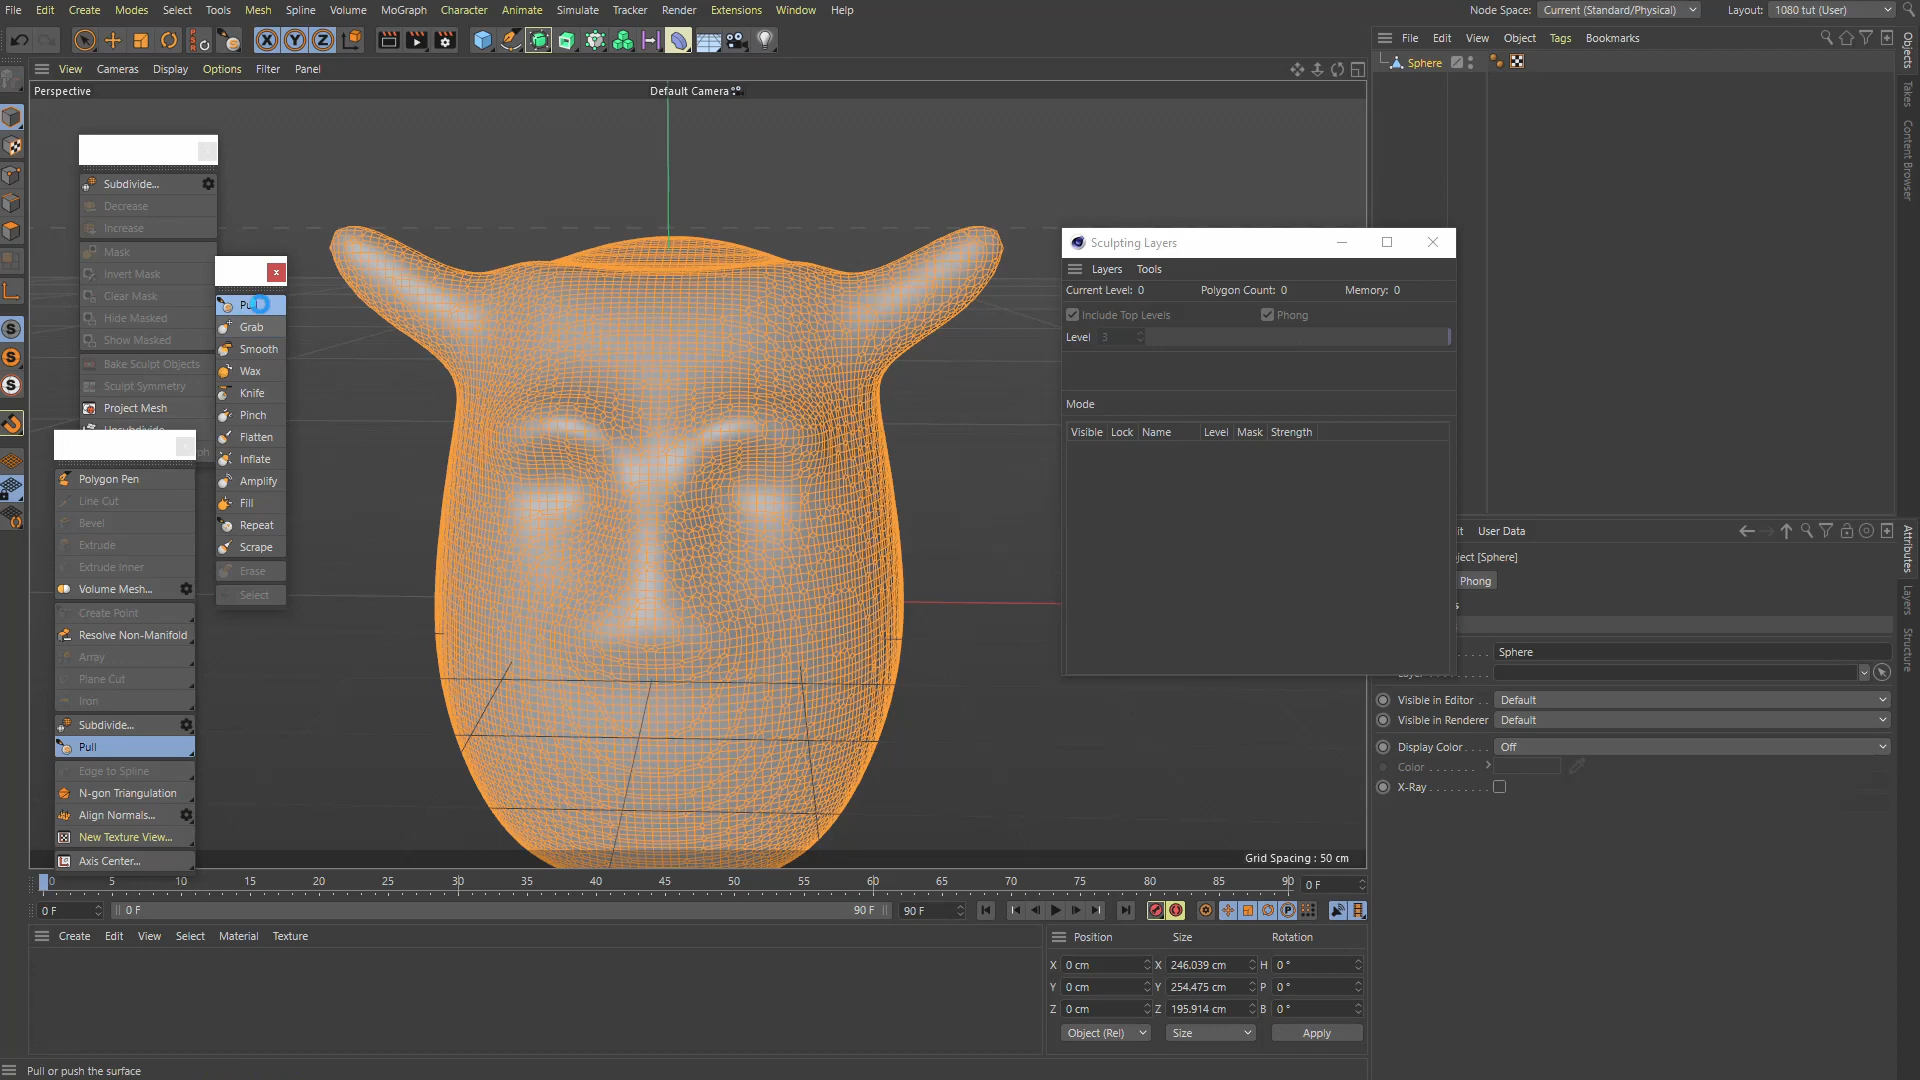 File Edit Create Modes Select Tools Mesh Spline Volume MoGraph Character Animate Simulate Tracker Render Extensions Window Help
Node Space: Current (Standard/Physical) Layout: 1080 tut (User)
View Cameras Display Options Filter Panel
File Edit View Object Tags Bookmarks
Perspective
Default Camera
Sphere
Objects
Takes
Content Browser
Subdivide...
Decrease
Increase
Mask
Invert Mask
Clear Mask
Hide Masked
Show Masked
Bake Sculpt Objects
Sculpt Symmetry
Project Mesh
Grab
Smooth
Wax
Knife
Pinch
Flatten
Inflate
Amplify
Fill
Repeat
Scrape
Erase
Select
Polygon Pen
Line Cut
Bevel
Extrude
Extrude Inner
Volume Mesh...
Create Point
Resolve Non-Manifold
Array
Plane Cut
Iron
Subdivide...
Pull
Edge to Spline
N-gon Triangulation
Align Normals...
New Texture View...
Axis Center...
Sculpting Layers
Layers Tools
Current Level: 0 Polygon Count: 0 Memory: 0
Include Top Levels Phong
Level 3
Mode
Visible Lock Name Level Mask Strength
it User Data
ject [Sphere]
Phong
s
Sphere
Visible in Editor . . Default
Visible in Renderer Default
Display Color . . . . Off
Color . . . . . . .
X-Ray . . . . . . . . .
Attributes
Layers
Structure
Grid Spacing : 50 cm
0 5 10 15 20 25 30 35 40 45 50 55 60 65 70 75 80 85 90 0 F
0 F 0 F 90 F 90 F
Create Edit View Select Material Texture
Position Size Rotation
X 0 cm X 246.039 cm H 0 °
Y 0 cm Y 254.475 cm P 0 °
Z 0 cm Z 195.914 cm B 0 °
Object (Rel) Size Apply
Pull or push the surface